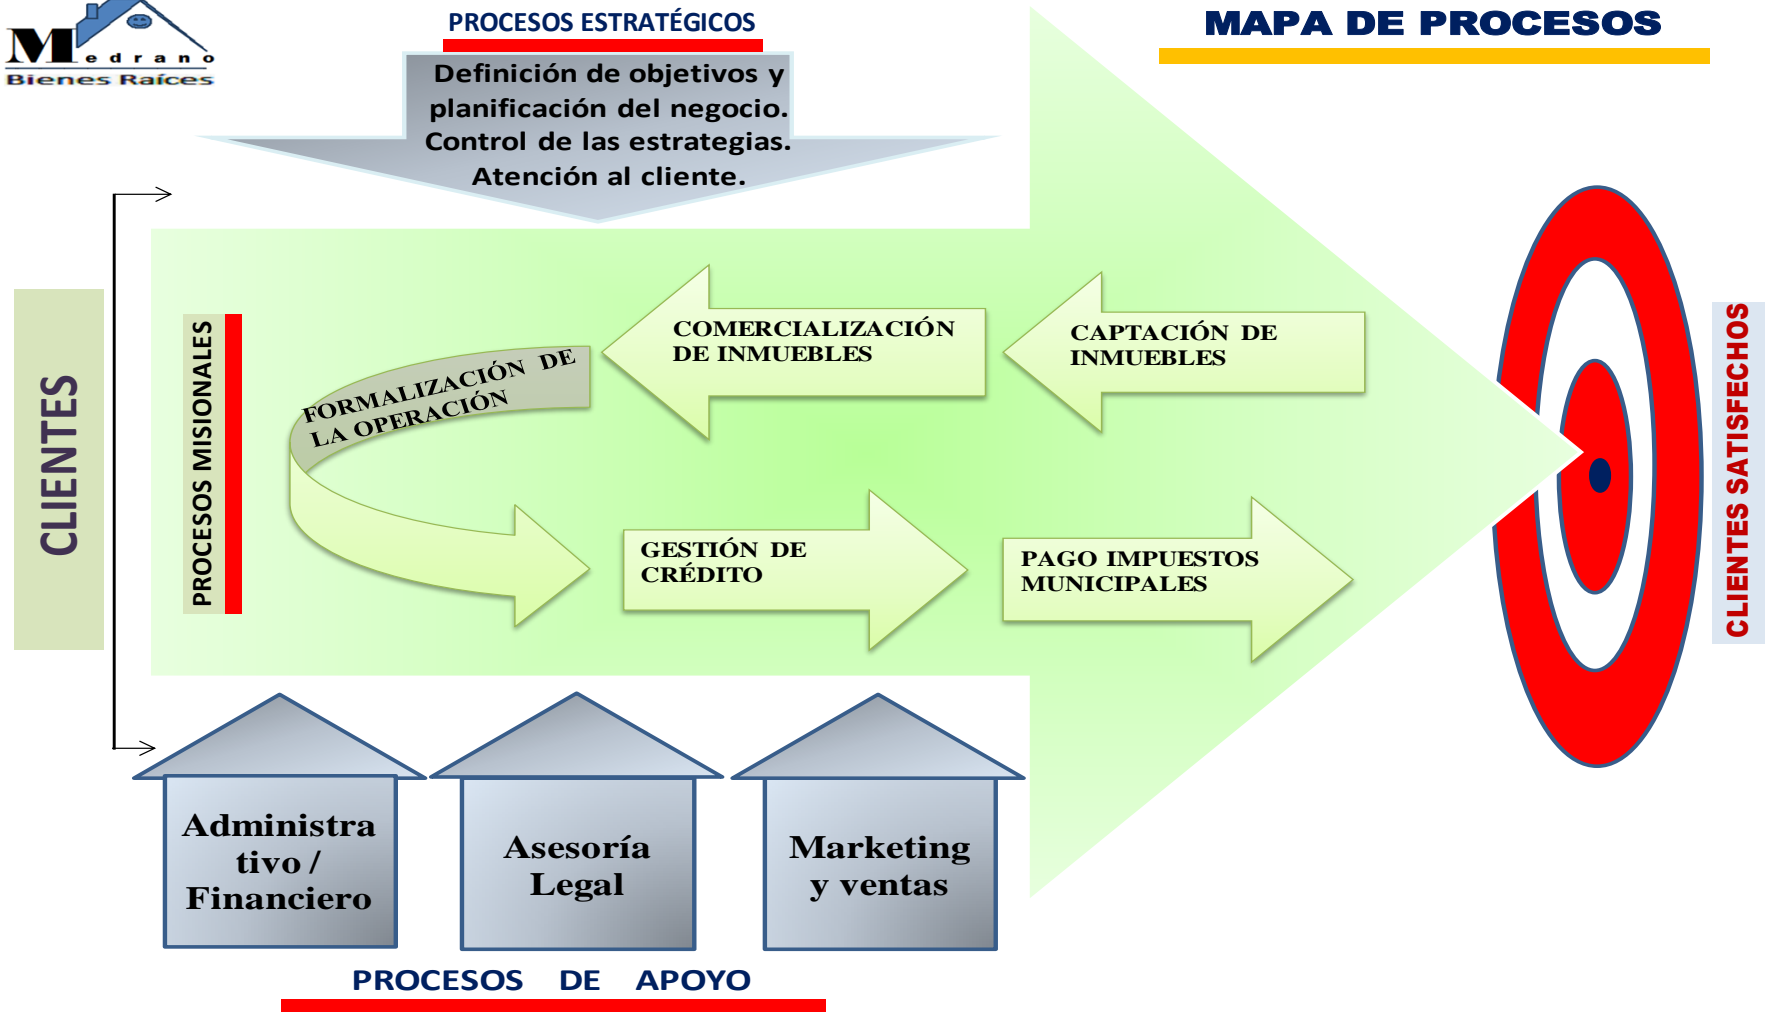 Medrano
Bienes Raíces
PROCESOS ESTRATÉGICOS
MAPA DE PROCESOS
Definición de objetivos y
planificación del negocio.
Control de las estrategias.
Atención al cliente.
CLIENTES
PROCESOS MISIONALES
COMERCIALIZACIÓN
DE INMUEBLES
CAPTACIÓN DE
INMUEBLES
FORMALIZACIÓN DE
LA OPERACIÓN
GESTIÓN DE
CRÉDITO
PAGO IMPUESTOS
MUNICIPALES
CLIENTES SATISFECHOS
Administra
tivo /
Financiero
Asesoría
Legal
Marketing
y ventas
PROCESOS DE APOYO